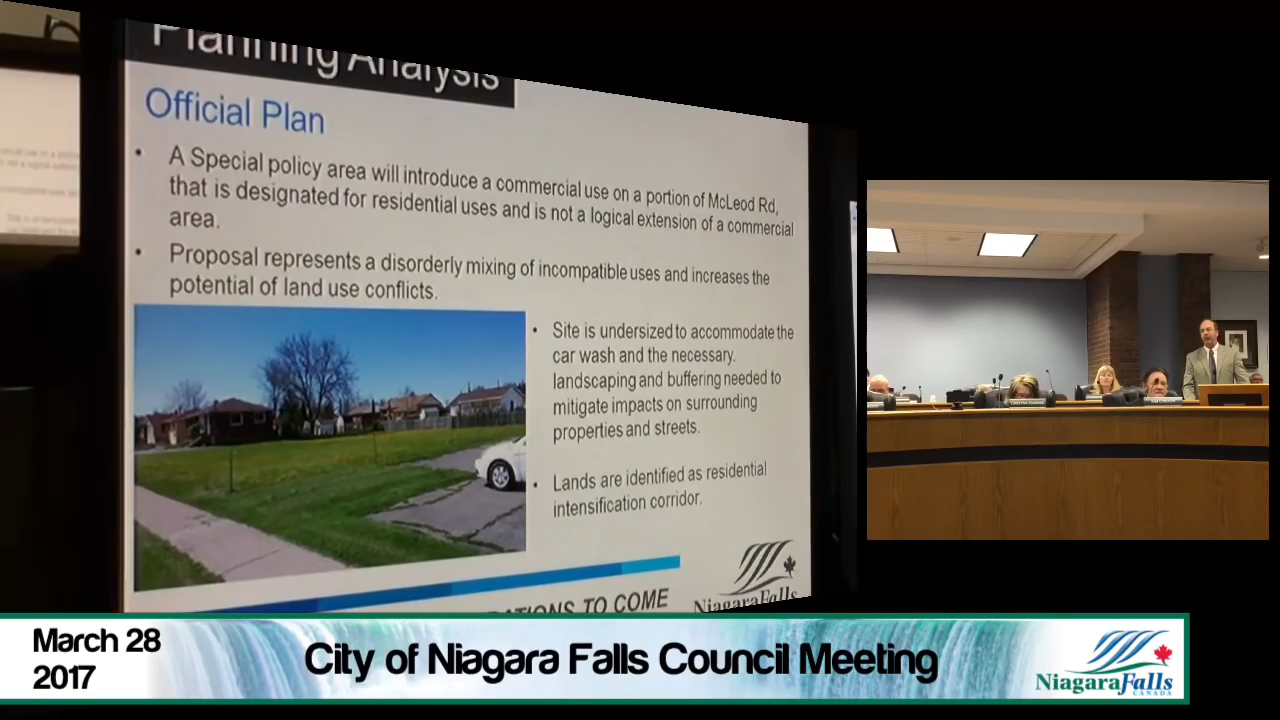 Planning Analysis
Official Plan
• A Special policy area will introduce a commercial use on a portion of McLeod Rd,
that is designated for residential uses and is not a logical extension of a commercial
area.
• Proposal represents a disorderly mixing of incompatible uses and increases the
potential of land use conflicts.
• Site is undersized to accommodate the
car wash and the necessary.
landscaping and buffering needed to
mitigate impacts on surrounding
properties and streets.
• Lands are identified as residential
intensification corridor.
TO COME
NiagaraFalls
March 28
2017
City of Niagara Falls Council Meeting
NiagaraFalls
CANADA